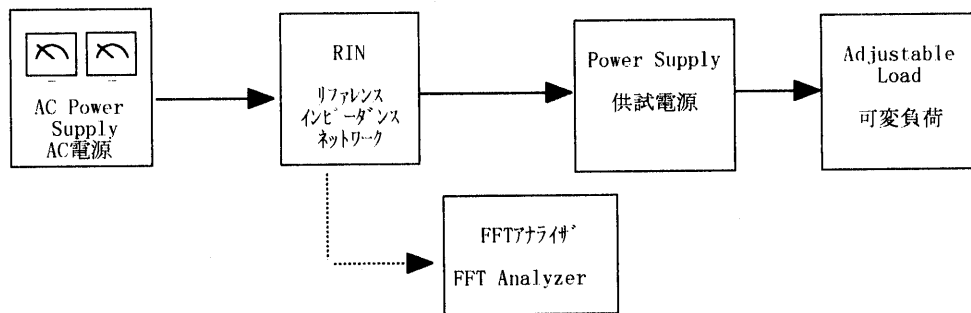 AC Power
Supply
AC電源
RIN
リファレンス
インピーダンス
ネットワーク
Power Supply
供試電源
Adjustable
Load
可変負荷
FFTアナライザ
FFT Analyzer